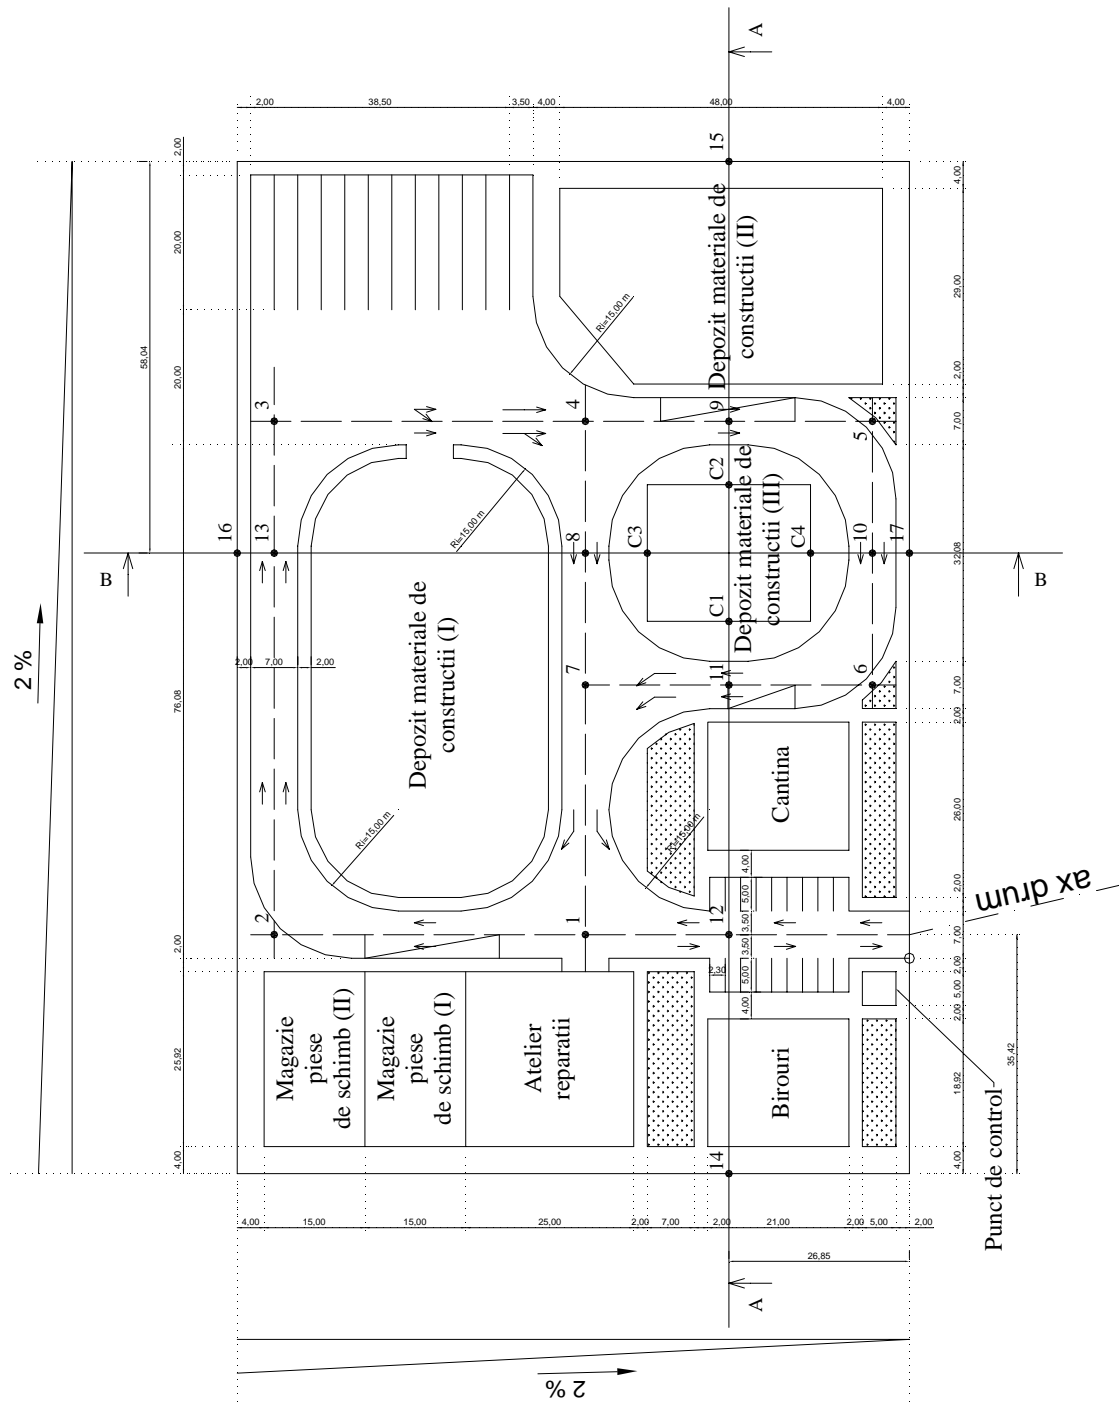 A
2,00
38,50
3,50
4,00
48,00
4,00
2,00
15
4,00
20,00
58,04
20,00
29,00
2,00
7,00
Depozit materiale de
constructii (II)
Ri=15,00 m
3
4
9
5
16
13
8
C3
C2
C4
C1
10
17
32,08
Depozit materiale de
constructii (III)
B
B
Ri=15,00 m
2 %
2,00
7,00
2,00
76,08
Depozit materiale de
constructii (I)
7
11
6
7,00
2,00
Cantina
26,00
Ri=15,00 m
Ri=15,00 m
4,00
5,00
3,50
3,50
5,00
4,00
2,30
2
1
12
2,00
2,00
7,00
2,00
5,00
2,00
ax drum
25,92
Magazie
piese
de schimb (II)
Magazie
piese
de schimb (I)
Atelier
reparatii
Birouri
18,92
35,42
4,00
4,00
14
Punct de control
4,00
15,00
15,00
25,00
2,00
7,00
2,00
21,00
2,00
5,00
2,00
26,85
A
2 %